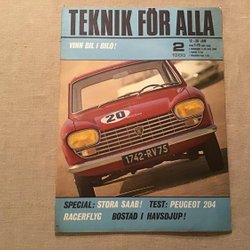 TEKNIK FÖR ALLA
VINN BIL I BILD!
2
20
1742-RV75
SPECIAL: STORA SAAB! TEST: PEUGEOT 204
RACERFLYG BOSTAD I HAVSDJUP!